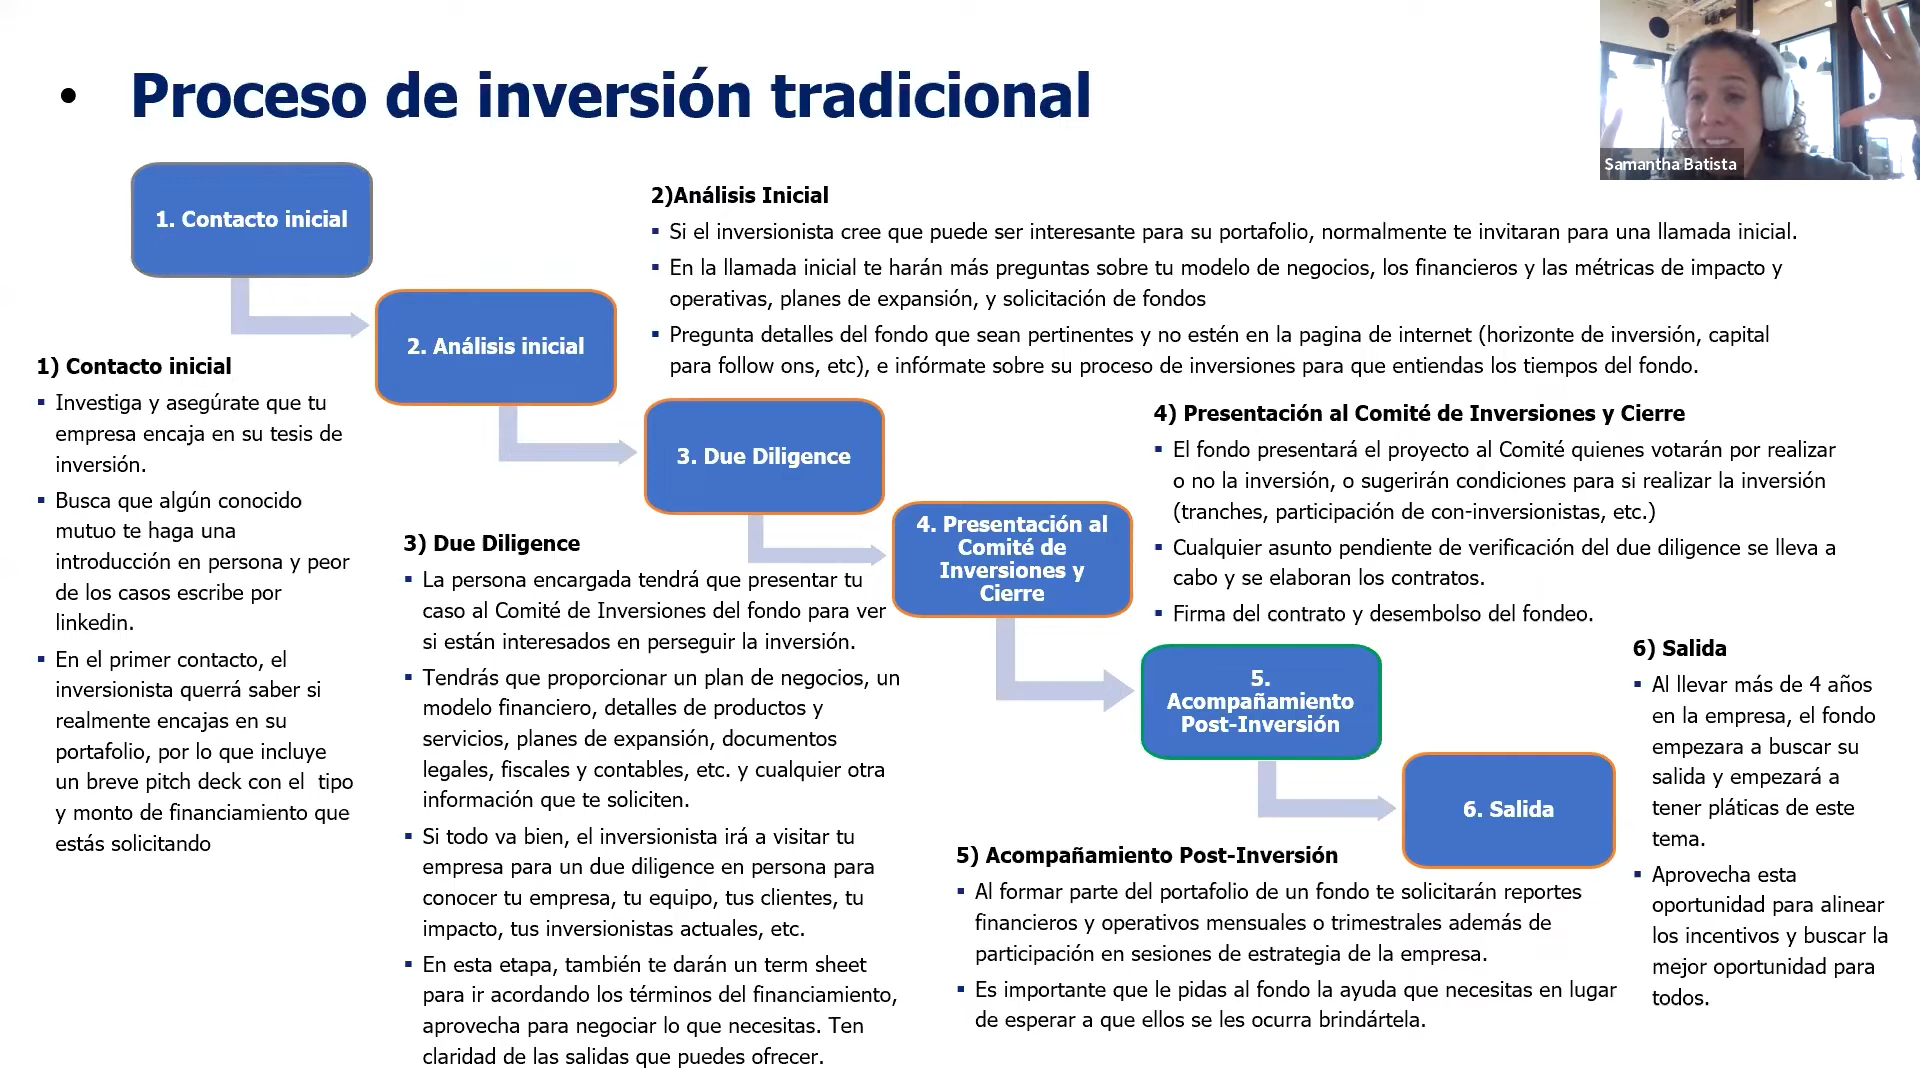 • Proceso de inversión tradicional
Samantha Batista
1. Contacto inicial
2. Análisis inicial
3. Due Diligence
4. Presentación al
Comité de
Inversiones y
Cierre
5.
Acompañamiento
Post-Inversión
6. Salida
1) Contacto inicial
▪ Investiga y asegúrate que tu
empresa encaja en su tesis de
inversión.
▪ Busca que algún conocido
mutuo te haga una
introducción en persona y peor
de los casos escribe por
linkedin.
▪ En el primer contacto, el
inversionista querrá saber si
realmente encajas en su
portafolio, por lo que incluye
un breve pitch deck con el  tipo
y monto de financiamiento que
estás solicitando
2)Análisis Inicial
▪ Si el inversionista cree que puede ser interesante para su portafolio, normalmente te invitaran para una llamada inicial.
▪ En la llamada inicial te harán más preguntas sobre tu modelo de negocios, los financieros y las métricas de impacto y
operativas, planes de expansión, y solicitación de fondos
▪ Pregunta detalles del fondo que sean pertinentes y no estén en la pagina de internet (horizonte de inversión, capital
para follow ons, etc), e infórmate sobre su proceso de inversiones para que entiendas los tiempos del fondo.
3) Due Diligence
▪ La persona encargada tendrá que presentar tu
caso al Comité de Inversiones del fondo para ver
si están interesados en perseguir la inversión.
▪ Tendrás que proporcionar un plan de negocios, un
modelo financiero, detalles de productos y
servicios, planes de expansión, documentos
legales, fiscales y contables, etc. y cualquier otra
información que te soliciten.
▪ Si todo va bien, el inversionista irá a visitar tu
empresa para un due diligence en persona para
conocer tu empresa, tu equipo, tus clientes, tu
impacto, tus inversionistas actuales, etc.
▪ En esta etapa, también te darán un term sheet
para ir acordando los términos del financiamiento,
aprovecha para negociar lo que necesitas. Ten
claridad de las salidas que puedes ofrecer.
4) Presentación al Comité de Inversiones y Cierre
▪ El fondo presentará el proyecto al Comité quienes votarán por realizar
o no la inversión, o sugerirán condiciones para si realizar la inversión
(tranches, participación de con-inversionistas, etc.)
▪ Cualquier asunto pendiente de verificación del due diligence se lleva a
cabo y se elaboran los contratos.
▪ Firma del contrato y desembolso del fondeo.
5) Acompañamiento Post-Inversión
▪ Al formar parte del portafolio de un fondo te solicitarán reportes
financieros y operativos mensuales o trimestrales además de
participación en sesiones de estrategia de la empresa.
▪ Es importante que le pidas al fondo la ayuda que necesitas en lugar
de esperar a que ellos se les ocurra brindártela.
6) Salida
▪ Al llevar más de 4 años
en la empresa, el fondo
empezara a buscar su
salida y empezará a
tener pláticas de este
tema.
▪ Aprovecha esta
oportunidad para alinear
los incentivos y buscar la
mejor oportunidad para
todos.